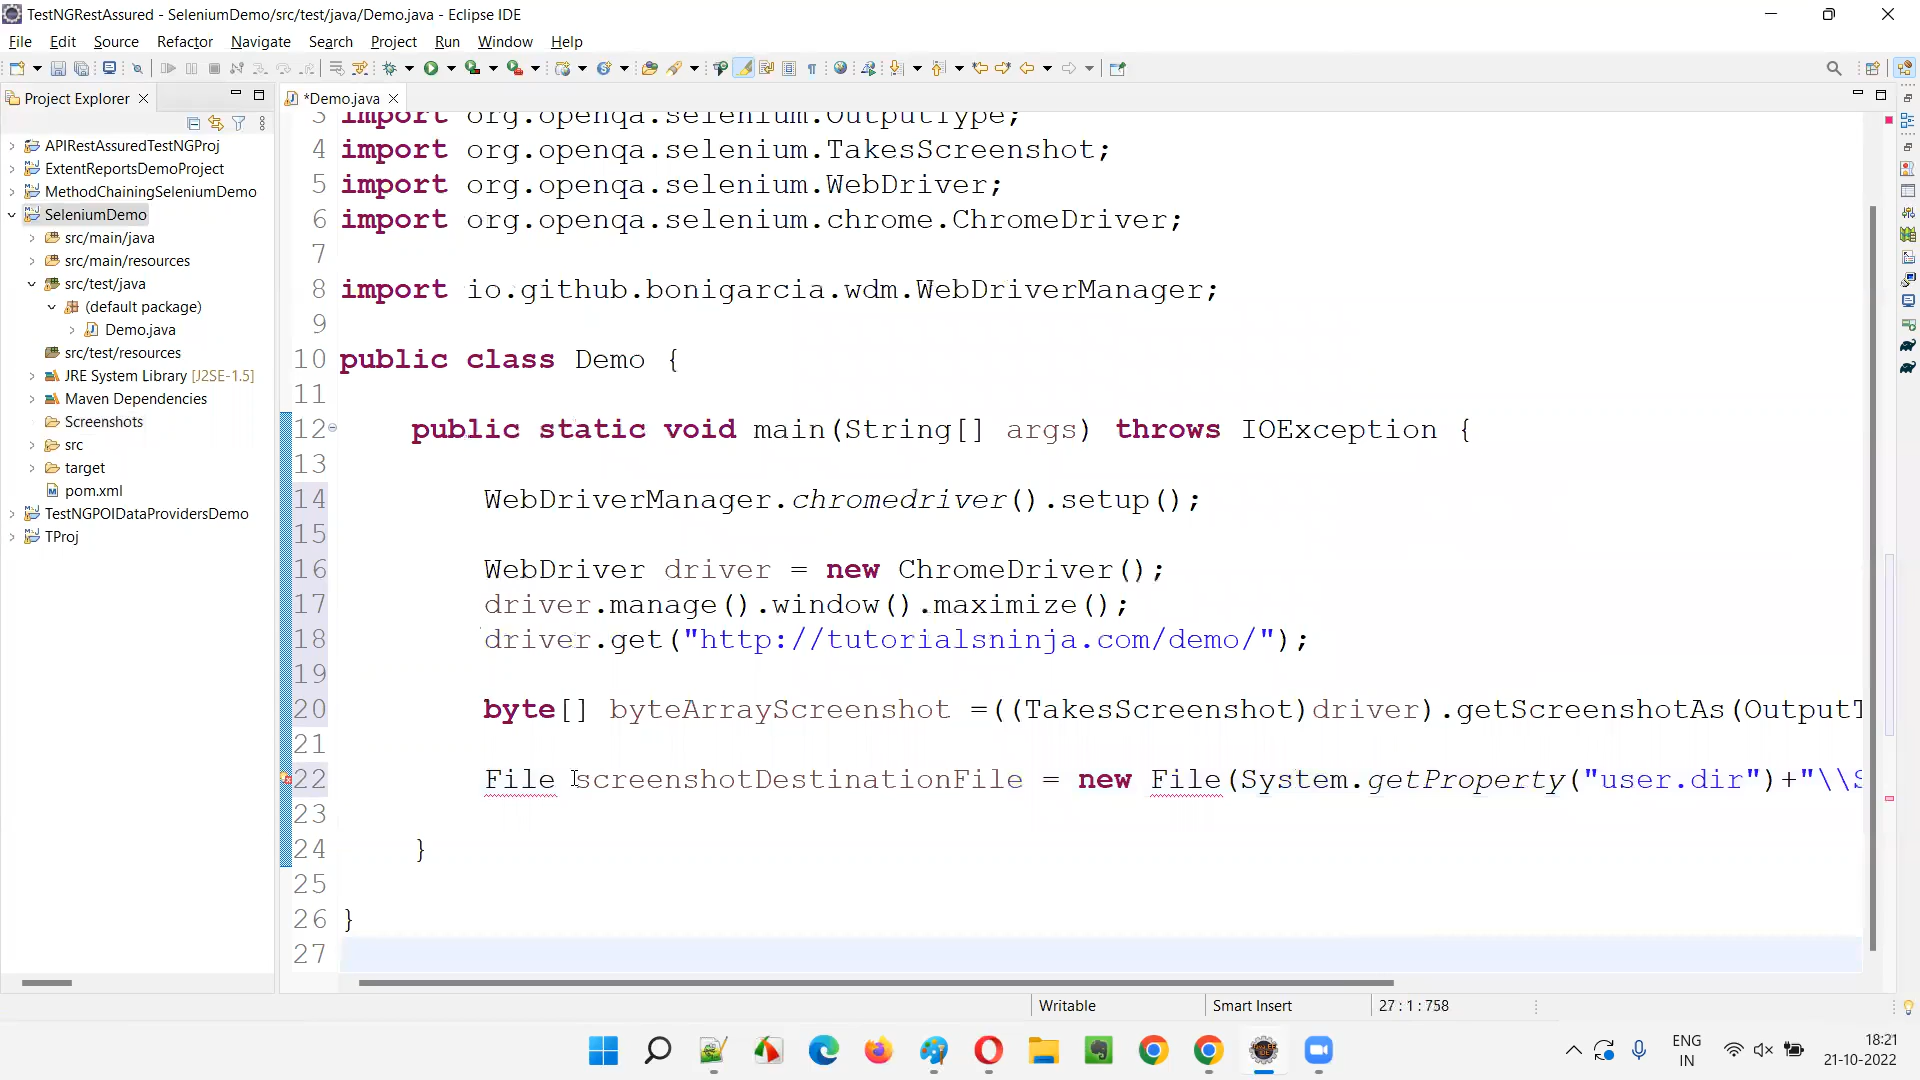 TestNGRestAssured - SeleniumDemo/src/test/java/Demo.java - Eclipse IDE
File Edit Source Refactor Navigate Search Project Run Window Help
Project Explorer
*Demo.java
APIRestAssuredTestNGProj
ExtentReportsDemoProject
MethodChainingSeleniumDemo
SeleniumDemo
src/main/java
src/main/resources
src/test/java
(default package)
Demo.java
src/test/resources
JRE System Library [J2SE-1.5]
Maven Dependencies
Screenshots
src
target
pom.xml
TestNGPOIDataProvidersDemo
TProj
3 import org.openqa.selenium.OutputType;
4 import org.openqa.selenium.TakesScreenshot;
5 import org.openqa.selenium.WebDriver;
6 import org.openqa.selenium.chrome.ChromeDriver;
7
8 import io.github.bonigarcia.wdm.WebDriverManager;
9
10 public class Demo {
11
12 public static void main(String[] args) throws IOException {
13
14 WebDriverManager.chromedriver().setup();
15
16 WebDriver driver = new ChromeDriver();
17 driver.manage().window().maximize();
18 driver.get("http://tutorialsninja.com/demo/");
19
20 byte[] byteArrayScreenshot =((TakesScreenshot)driver).getScreenshotAs(OutputT
21
22 File screenshotDestinationFile = new File(System.getProperty("user.dir")+"\\S
23
24 }
25
26 }
27
Writable Smart Insert 27 : 1 : 758
ENG
IN
18:21
21-10-2022